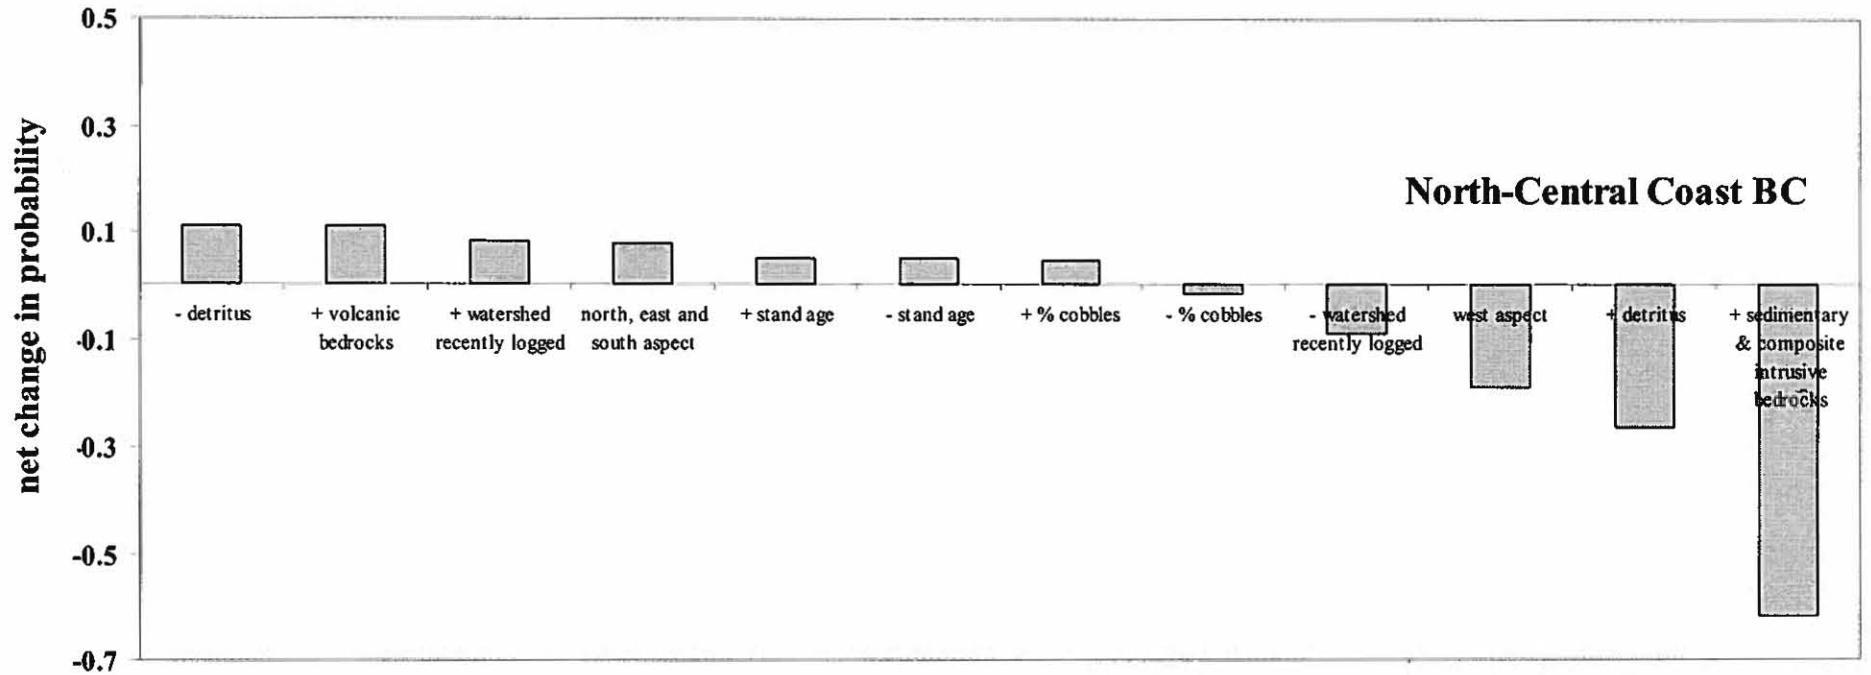 0.5
0.3
0.1
-0.1
-0.3
-0.5
-0.7
net change in probability
North-Central Coast BC
- detritus
+ volcanic
bedrocks
+ watershed
recently logged
north, east and
south aspect
+ stand age
- stand age
+ % cobbles
- % cobbles
- watershed
recently logged
west aspect
+ detritus
+ sedimentary
& composite
intrusive
bedrocks